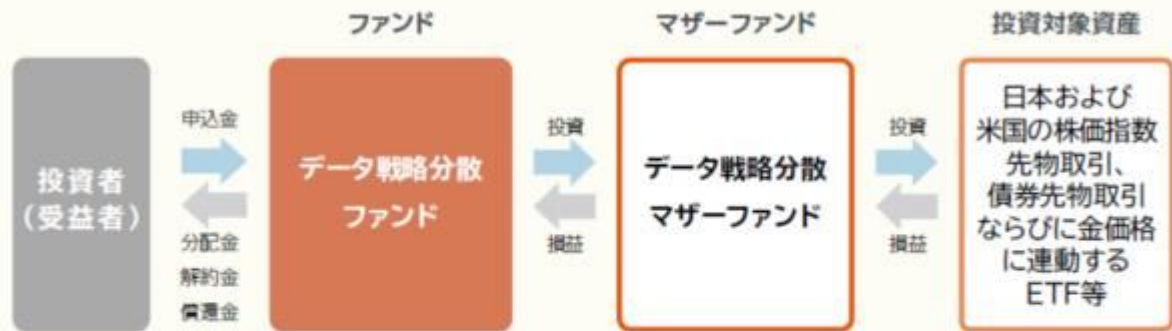 ファンド
マザーファンド
投資対象資産
投資者
（受益者）
申込金
分配金
解約金
償還金
データ戦略分散
ファンド
投資
損益
データ戦略分散
マザーファンド
投資
損益
日本および
米国の株価指数
先物取引、
債券先物取引
ならびに金価格
に連動する
ETF等